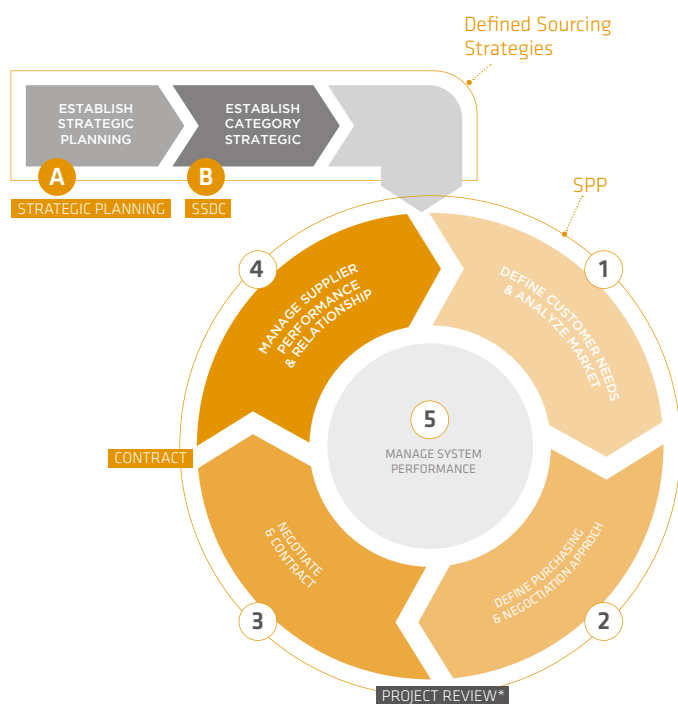 Defined Sourcing
Strategies
ESTABLISH
STRATEGIC
PLANNING
ESTABLISH
CATEGORY
STRATEGIC
A
B
STRATEGIC PLANNING
SSDC
SPP
4
1
MANAGE SUPPLIER
PERFORMANCE
& RELATIONSHIP
DEFINE CUSTOMER NEEDS
& ANALYZE MARKET
5
MANAGE SYSTEM
PERFORMANCE
CONTRACT
NEGOTIATE
& CONTRACT
DEFINE PURCHASING
& NEGOCTIATION APPROCH
3
2
PROJECT REVIEW*